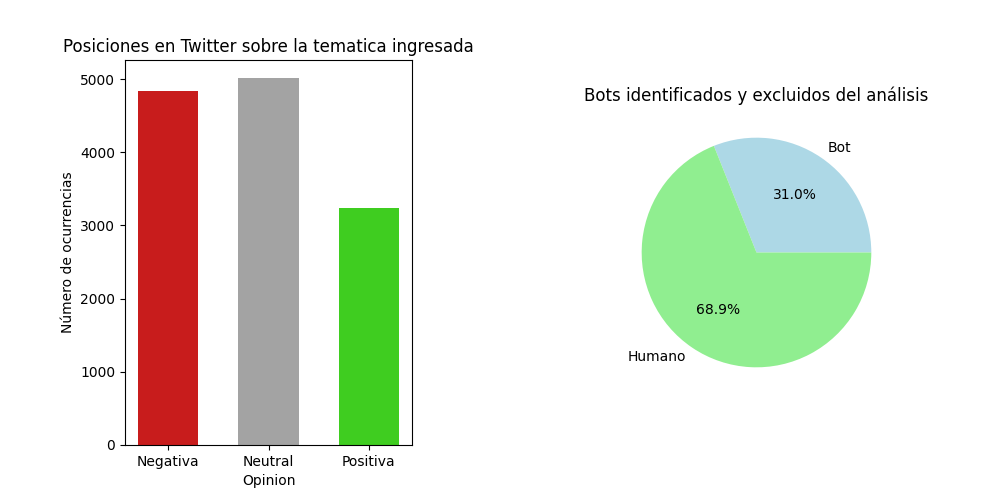 Posiciones en Twitter sobre la tematica ingresada
Número de ocurrencias
5000
4000
3000
2000
1000
0
Negativa
Neutral
Positiva
Opinion
Bots identificados y excluidos del análisis
Bot
31.0%
68.9%
Humano